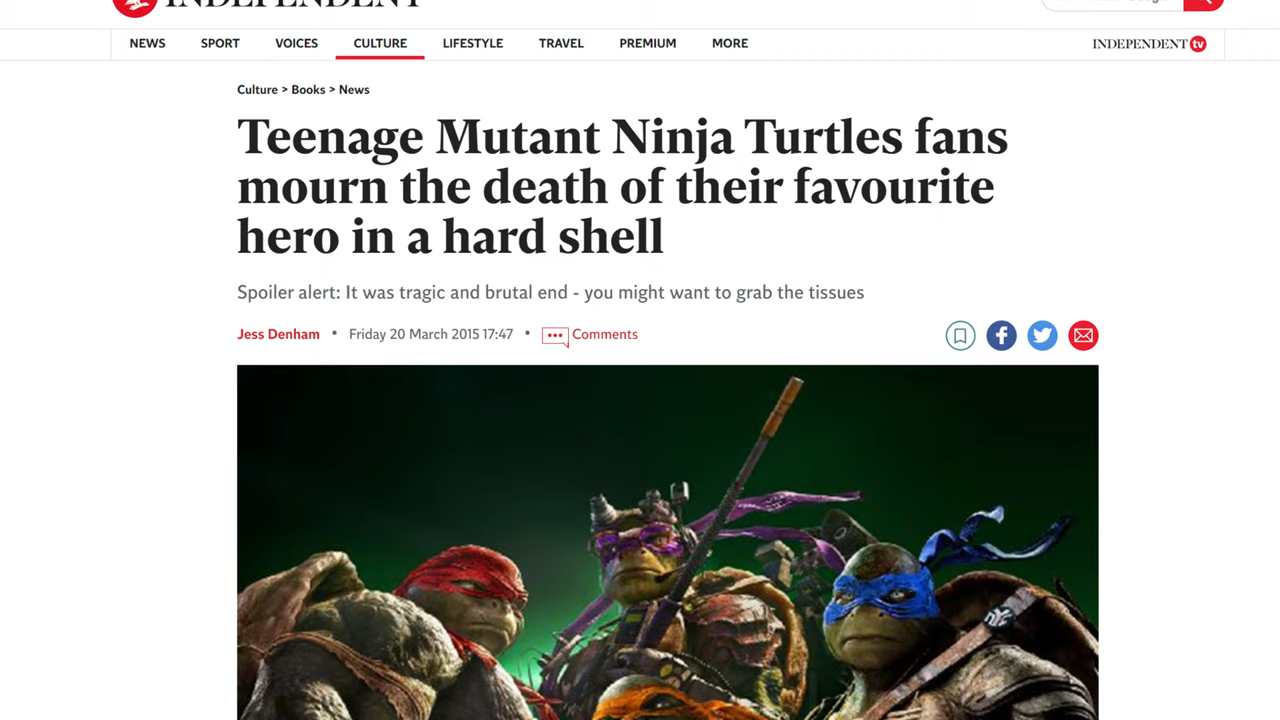 INDEPENDENT
NEWS SPORT VOICES CULTURE LIFESTYLE TRAVEL PREMIUM MORE INDEPENDENT tv
Culture > Books > News
Teenage Mutant Ninja Turtles fans
mourn the death of their favourite
hero in a hard shell
Spoiler alert: It was tragic and brutal end - you might want to grab the tissues
Jess Denham • Friday 20 March 2015 17:47 • Comments